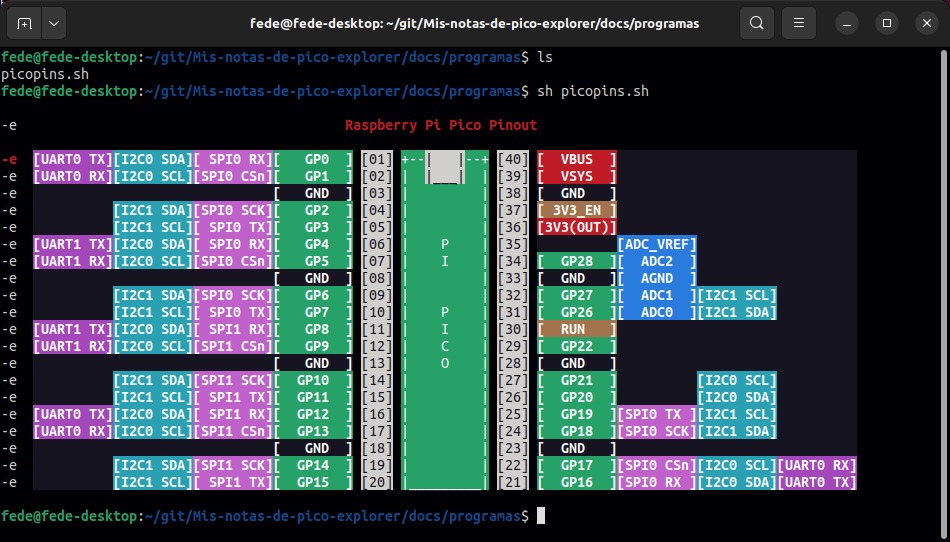 fede@fede-desktop: ~/git/Mis-notas-de-pico-explorer/docs/programas
fede@fede-desktop:~/git/Mis-notas-de-pico-explorer/docs/programas$ ls
picopins.sh
fede@fede-desktop:~/git/Mis-notas-de-pico-explorer/docs/programas$ sh picopins.sh
-e Raspberry Pi Pico Pinout
-e [UART0 TX][I2C0 SDA][ SPI0 RX][ GP0 ] [01] +--| |--+ [40][ VBUS ]
-e [UART0 RX][I2C0 SCL][SPI0 CSn][ GP1 ] [02] | |___| | [39][ VSYS ]
-e [ GND ] [03] | | [38][ GND ]
-e [I2C1 SDA][SPI0 SCK][ GP2 ] [04] | | [37][ 3V3_EN ]
-e [I2C1 SCL][ SPI0 TX][ GP3 ] [05] | | [36][3V3(OUT)]
-e [UART1 TX][I2C0 SDA][ SPI0 RX][ GP4 ] [06] | P | [35] [ADC_VREF]
-e [UART1 RX][I2C0 SCL][SPI0 CSn][ GP5 ] [07] | I | [34][ GP28 ][ ADC2 ]
-e [ GND ] [08] | | [33][ GND ][ AGND ]
-e [I2C1 SDA][SPI0 SCK][ GP6 ] [09] | | [32][ GP27 ][ ADC1 ][I2C1 SCL]
-e [I2C1 SCL][ SPI0 TX][ GP7 ] [10] | P | [31][ GP26 ][ ADC0 ][I2C1 SDA]
-e [UART1 TX][I2C0 SDA][ SPI1 RX][ GP8 ] [11] | I | [30][ RUN ]
-e [UART1 RX][I2C0 SCL][SPI1 CSn][ GP9 ] [12] | C | [29][ GP22 ]
-e [ GND ] [13] | O | [28][ GND ]
-e [I2C1 SDA][SPI1 SCK][ GP10 ] [14] | | [27][ GP21 ] [I2C0 SCL]
-e [I2C1 SCL][ SPI1 TX][ GP11 ] [15] | | [26][ GP20 ] [I2C0 SDA]
-e [UART0 TX][I2C0 SDA][ SPI1 RX][ GP12 ] [16] | | [25][ GP19 ][SPI0 TX ][I2C1 SCL]
-e [UART0 RX][I2C0 SCL][SPI1 CSn][ GP13 ] [17] | | [24][ GP18 ][SPI0 SCK][I2C1 SDA]
-e [ GND ] [18] | | [23][ GND ]
-e [I2C1 SDA][SPI1 SCK][ GP14 ] [19] | | [22][ GP17 ][SPI0 CSn][I2C0 SCL][UART0 RX]
-e [I2C1 SCL][ SPI1 TX][ GP15 ] [20] |_________| [21][ GP16 ][SPI0 RX ][I2C0 SDA][UART0 TX]
fede@fede-desktop:~/git/Mis-notas-de-pico-explorer/docs/programas$